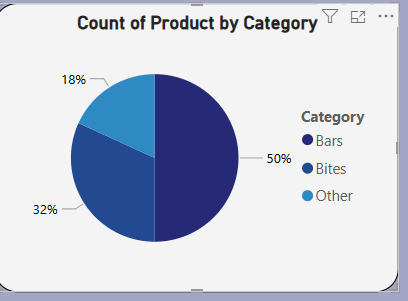 Count of Product by Category
18%
50%
32%
Category
Bars
Bites
Other